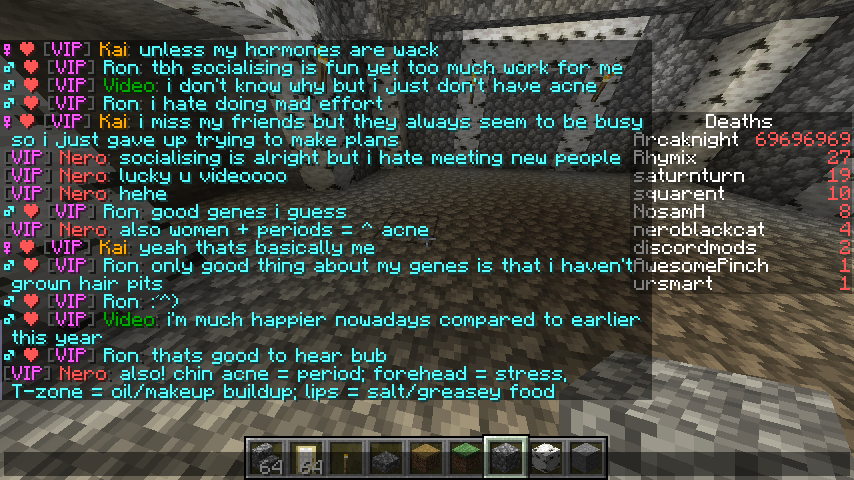 ♀ ❤ [VIP] Kai: unless my hormones are wack
♂ ❤ [VIP] Ron: tbh socialising is fun yet too much work for me
♂ ❤ [VIP] Video: i don't know why but i just don't have acne
♂ ❤ [VIP] Ron: i hate doing mad effort
♀ ❤ [VIP] Kai: i miss my friends but they always seem to be busy
so i just gave up trying to make plans
[VIP] Nero: socialising is alright but i hate meeting new people
[VIP] Nero: lucky u videoooo
[VIP] Nero: hehe
♂ ❤ [VIP] Ron: good genes i guess
[VIP] Nero: also women + periods = ^ acne
♀ ❤ [VIP] Kai: yeah thats basically me
♂ ❤ [VIP] Ron: only good thing about my genes is that i haven't
grown hair pits
♂ ❤ [VIP] Ron: :^)
♂ ❤ [VIP] Video: i'm much happier nowadays compared to earlier
this year
♂ ❤ [VIP] Ron: thats good to hear bub
[VIP] Nero: also! chin acne = period; forehead = stress,
T-zone = oil/makeup buildup; lips = salt/greasey food
Deaths
Arcaknight 69696969
Rhymix 27
saturnturn 19
squarent 10
NosamH 8
neroblackcat 4
discordmods 2
AwesomePinch 1
ursmart 1
64
64